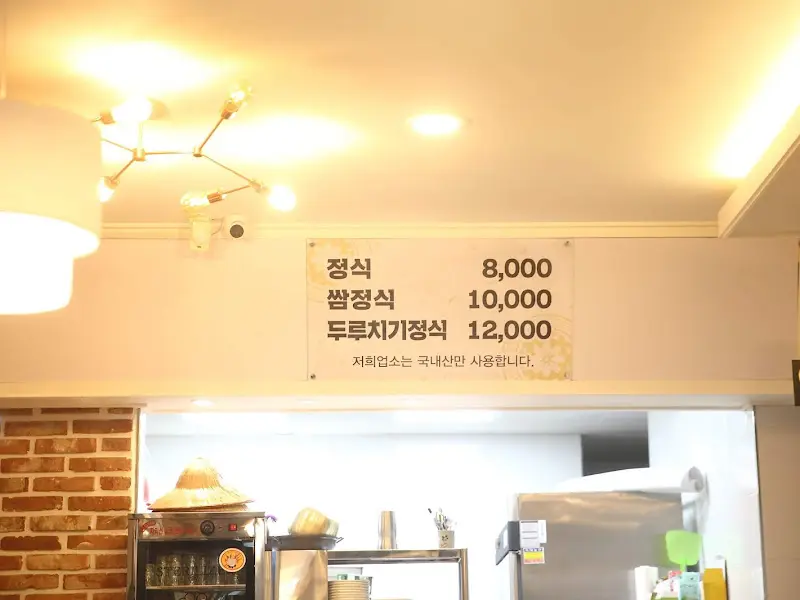 정식 8,000
쌈정식 10,000
두루치기정식 12,000
저희업소는 국내산만 사용합니다.